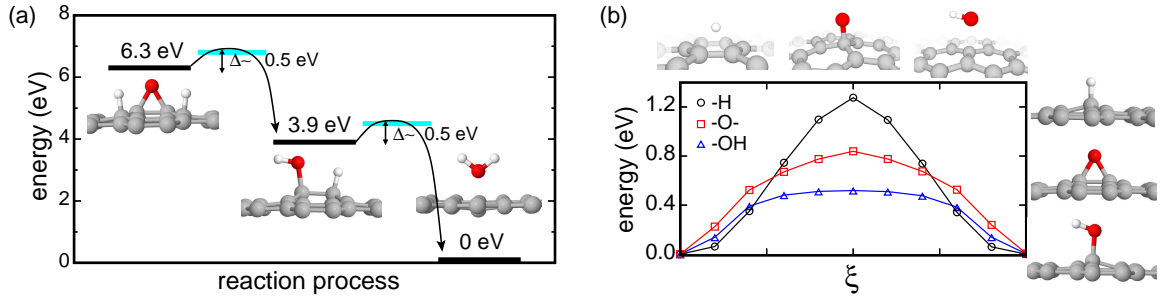 (a)
8
6
4
2
0
energy (eV)
reaction process
6.3 eV
Δ~ 0.5 eV
3.9 eV
Δ~ 0.5 eV
0 eV
(b)
1.2
0.8
0.4
0.0
energy (eV)
-H
-O-
-OH
ξ